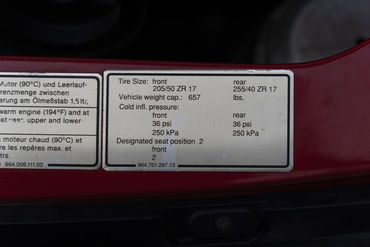 Motor (90°C) und Leerlauf-
renzmenge zwischen
erung am Ölmeßstab 1,5 ltr,
warm engine (194°F) and at
upper and lower
moteur chaud (90°C) et
re les repères max. et
trs.
964.006.111.00
Tire Size: front rear
205/50 ZR 17 255/40 ZR 17
Vehicle weight cap.: 657 lbs.
Cold infl. pressure:
front rear
36 psi 36 psi
250 kPa 250 kPa
Designated seat position 2
front
2
964.701.287.13